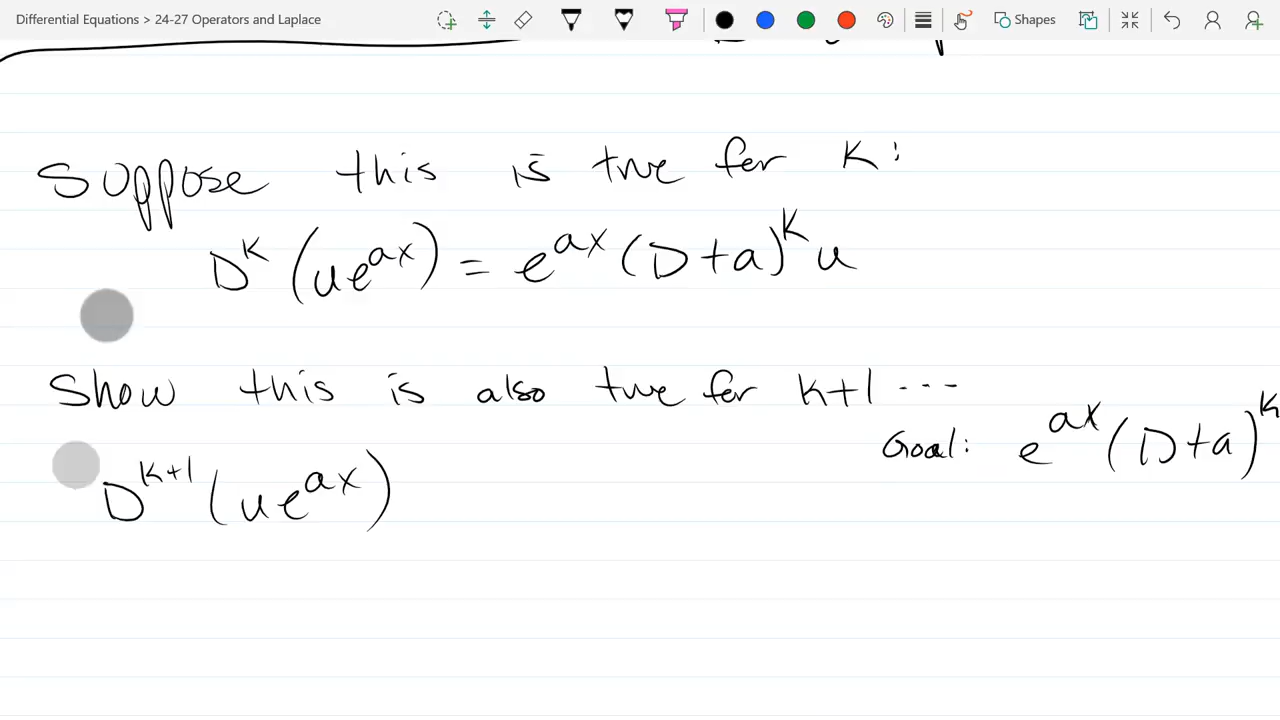 Differential Equations > 24-27 Operators and Laplace
Shapes
Suppose this is true for K:
D^K (ue^{ax}) = e^{ax} (D+a)^K u
Show this is also true for K+1 ...
Goal: e^{ax} (D+a)^K
D^{K+1} (ue^{ax})